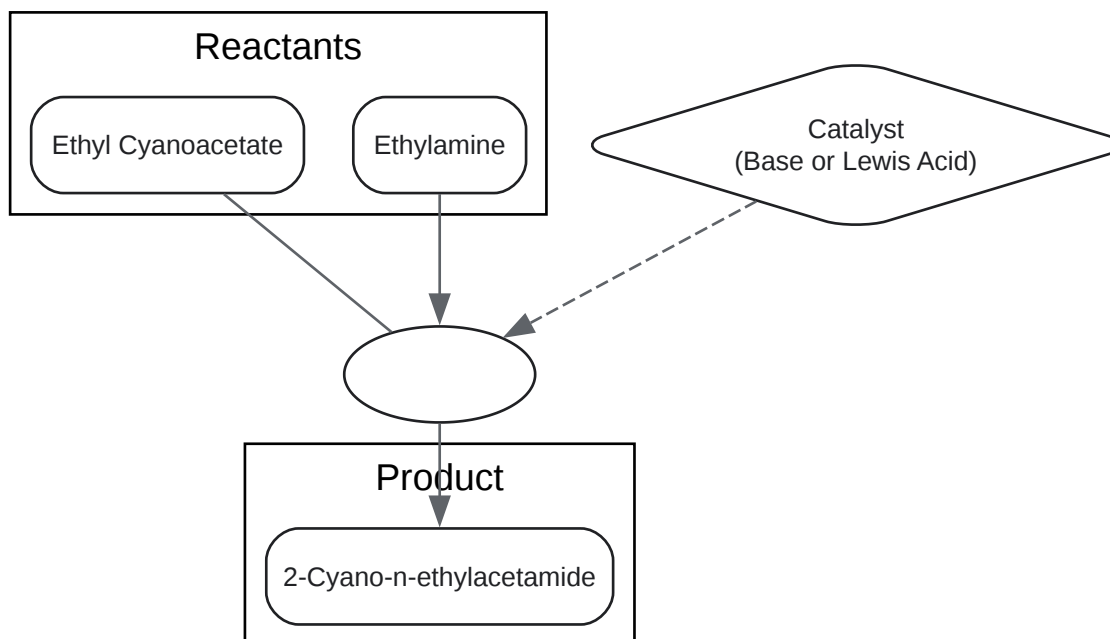 Reactants
Ethyl Cyanoacetate
Ethylamine
Catalyst
(Base or Lewis Acid)
Product
2-Cyano-n-ethylacetamide